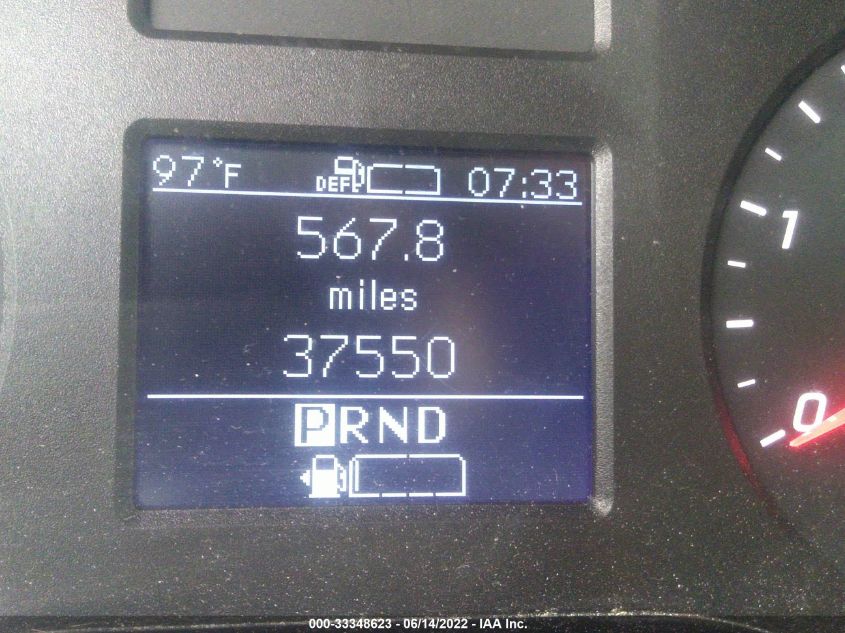 97°F DEF 07:33
567.8
miles
37550
PRND
1
0
000-33348623 - 06/14/2022 - IAA Inc.